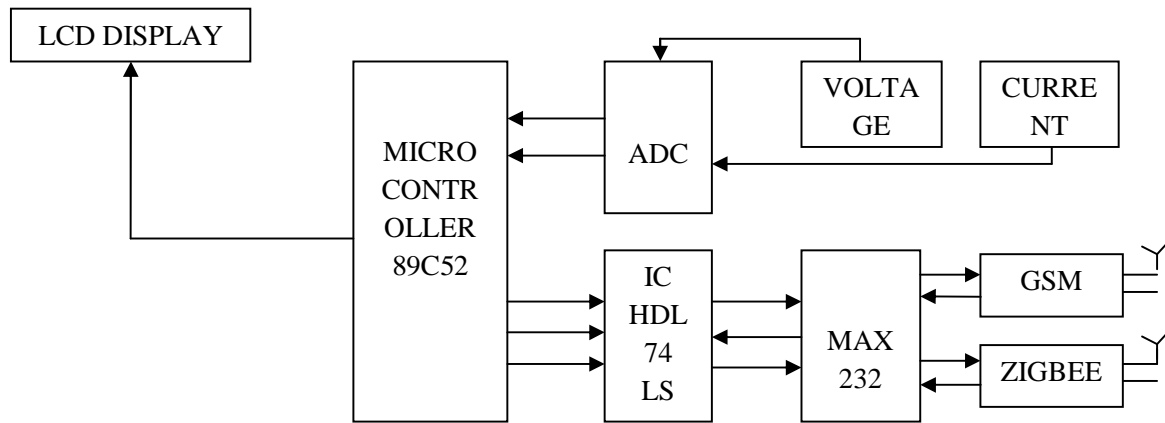 LCD DISPLAY
MICRO
CONTR
OLLER
89C52
ADC
VOLTA
GE
CURRE
NT
IC
HDL
74
LS
MAX
232
GSM
ZIGBEE